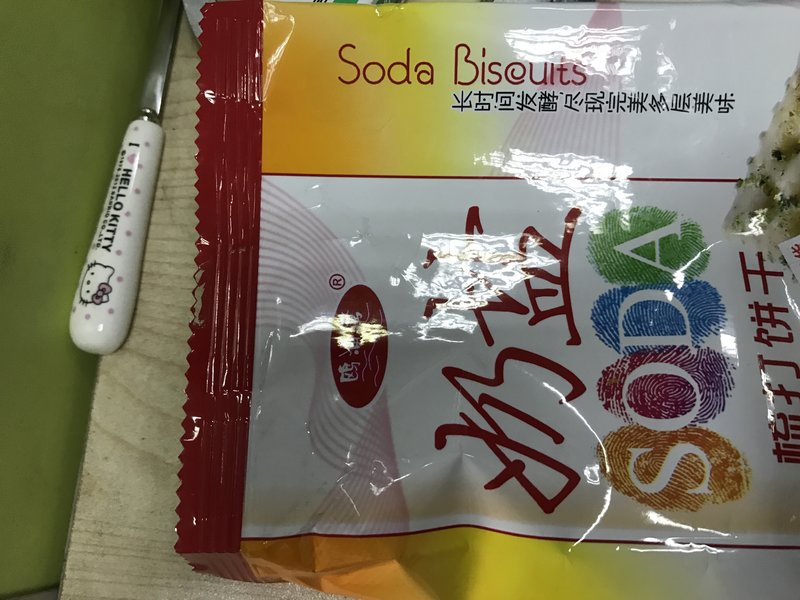 Soda Biscuits
长时间发酵.尽现完美多层美味
奶盐
SODA
梳打饼干
®
I ♥ HELLO KITTY